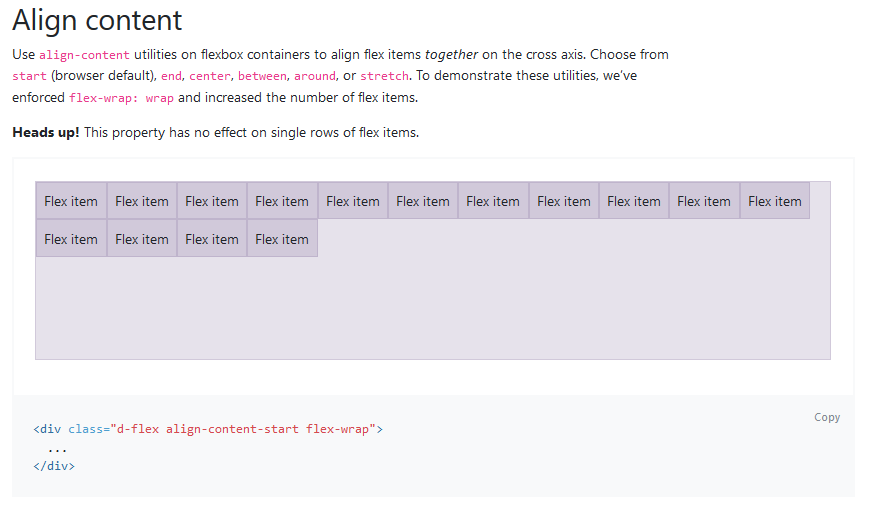 Align content
Use align-content utilities on flexbox containers to align flex items together on the cross axis. Choose from
start (browser default), end, center, between, around, or stretch. To demonstrate these utilities, we’ve
enforced flex-wrap: wrap and increased the number of flex items.
Heads up! This property has no effect on single rows of flex items.
Flex item Flex item Flex item Flex item Flex item Flex item Flex item Flex item Flex item Flex item Flex item
Flex item Flex item Flex item Flex item
Copy
<div class="d-flex align-content-start flex-wrap">
...
</div>